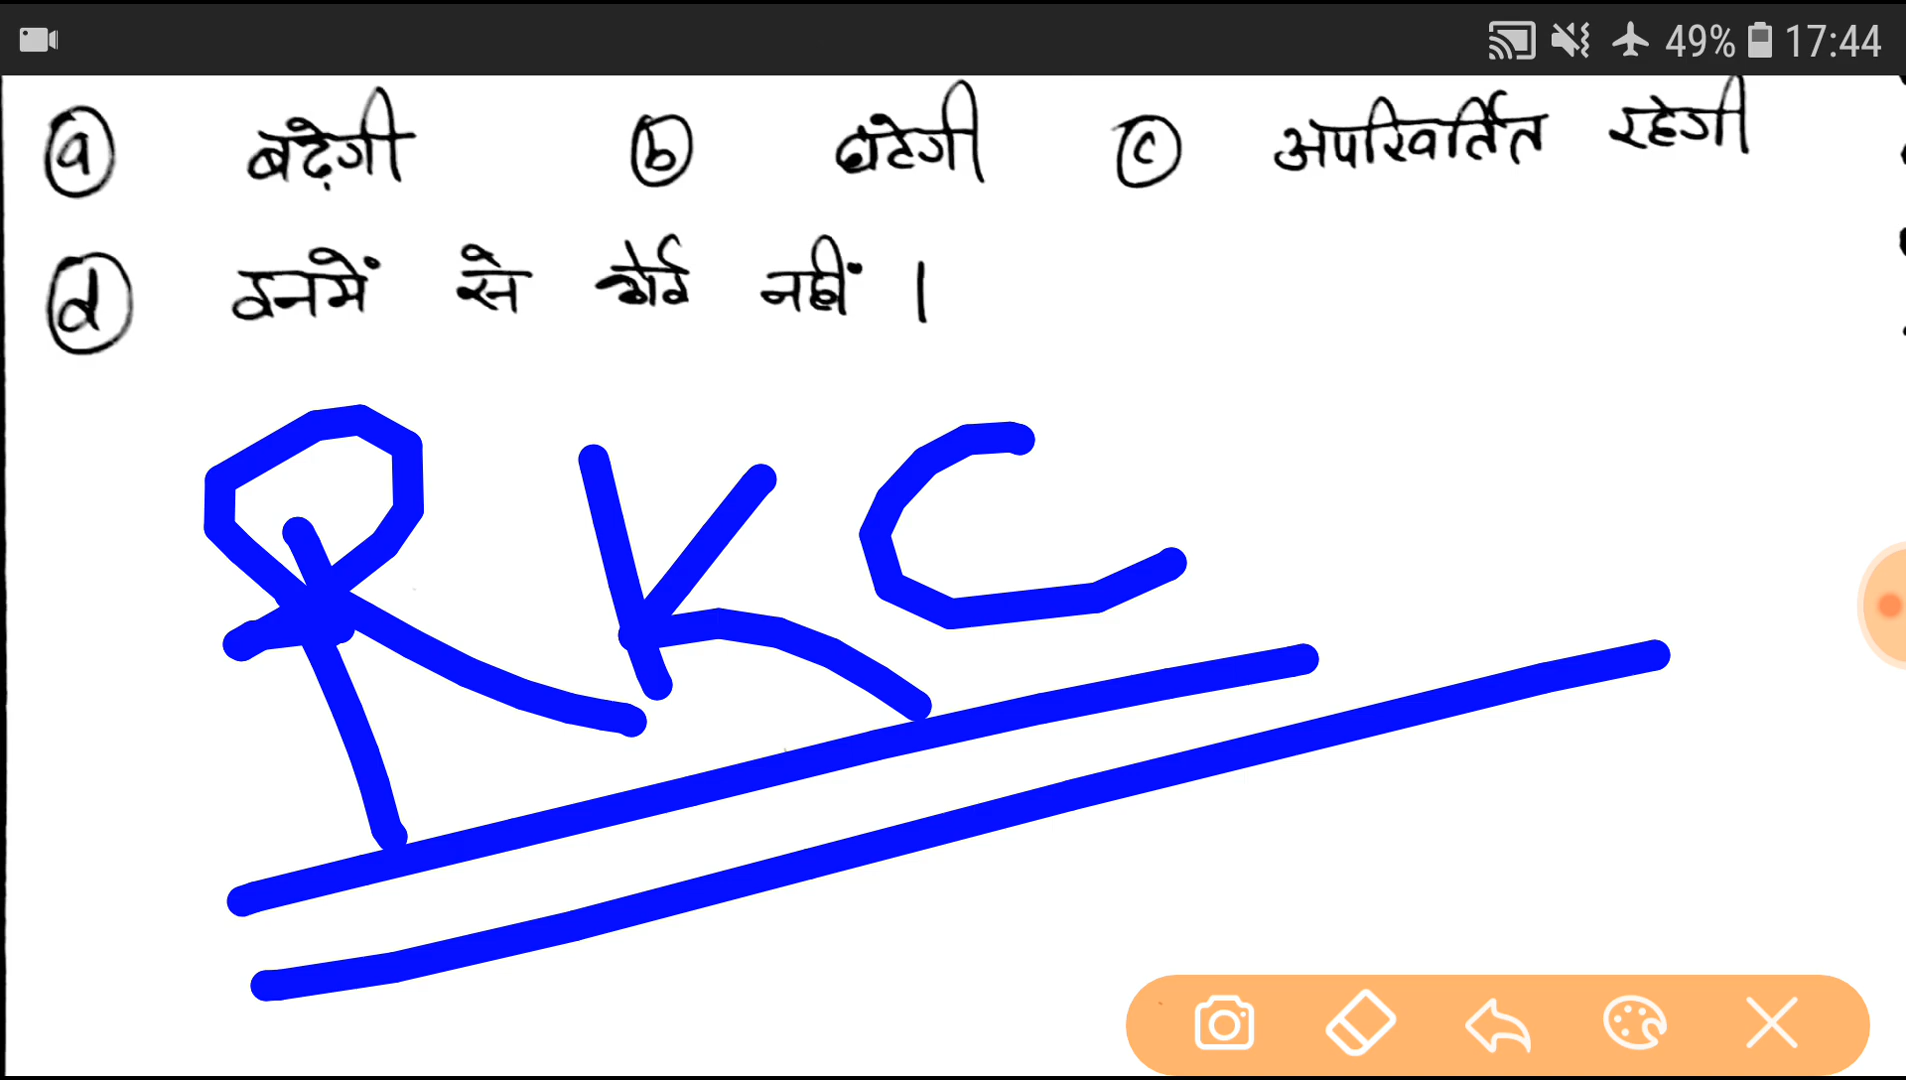 49% 17:44
ⓐ बढ़ेगी ⓑ घटेगी ⓒ अपरिवर्तित रहेगी
ⓓ इनमें से कोई नहीं ।
RKC